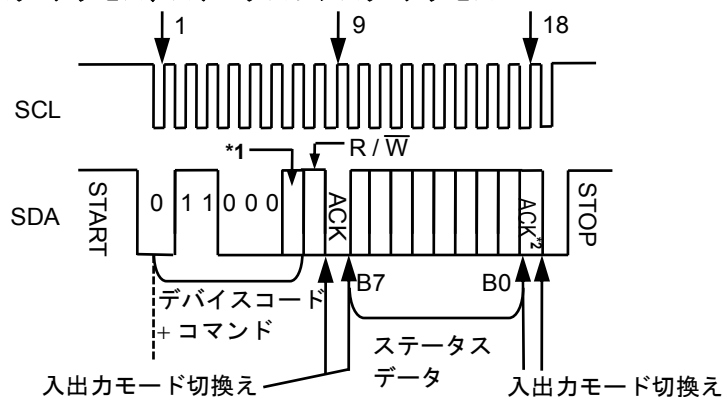 1 9 18
SCL
*1 R / W
SDA START 0 1 1 0 0 0 ACK ACK*2 STOP
B7 B0
デバイスコード
+ コマンド
ステータス
データ
入出力モード切換え 入出力モード切換え